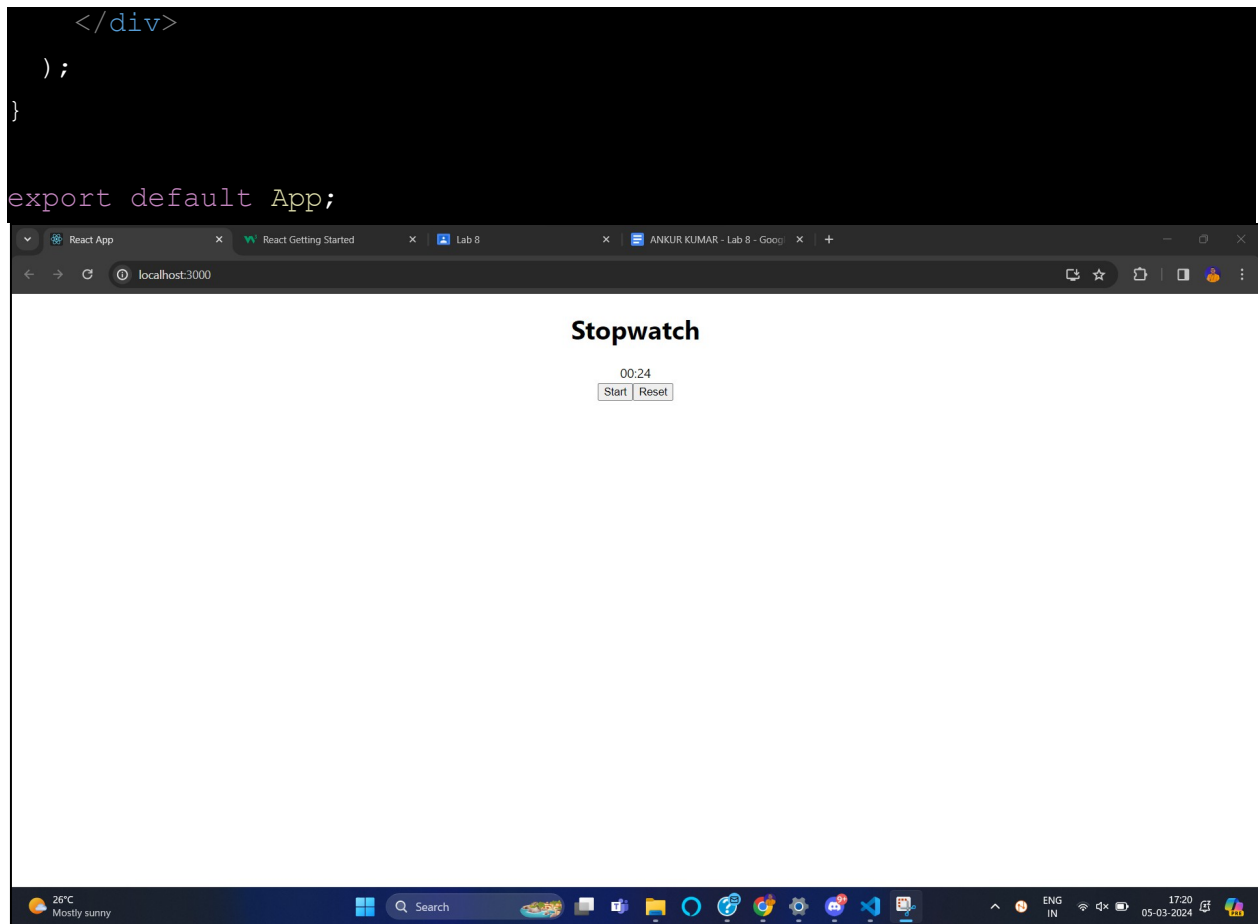 </div>
);
}
export default App;
React App
React Getting Started
Lab 8
ANKUR KUMAR - Lab 8 - Goog
localhost:3000
Stopwatch
00:24
Start Reset
26°C
Mostly sunny
Search
ENG
IN
17:20
05-03-2024